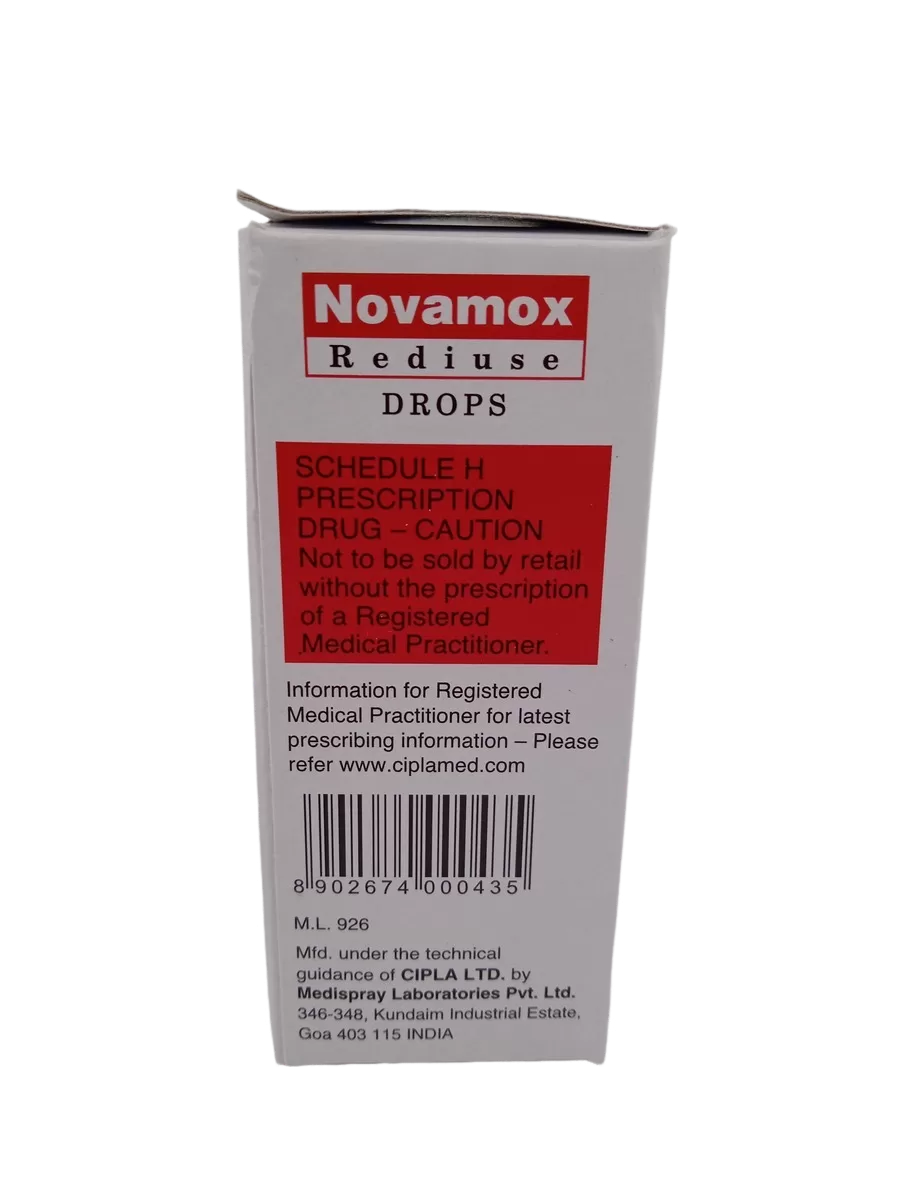 Novamox
Rediuse
DROPS
SCHEDULE H
PRESCRIPTION
DRUG – CAUTION
Not to be sold by retail
without the prescription
of a Registered
Medical Practitioner.
Information for Registered
Medical Practitioner for latest
prescribing information – Please
refer www.ciplamed.com
8 902674 000435
M.L. 926
Mfd. under the technical
guidance of CIPLA LTD. by
Medispray Laboratories Pvt. Ltd.
346-348, Kundaim Industrial Estate,
Goa 403 115 INDIA